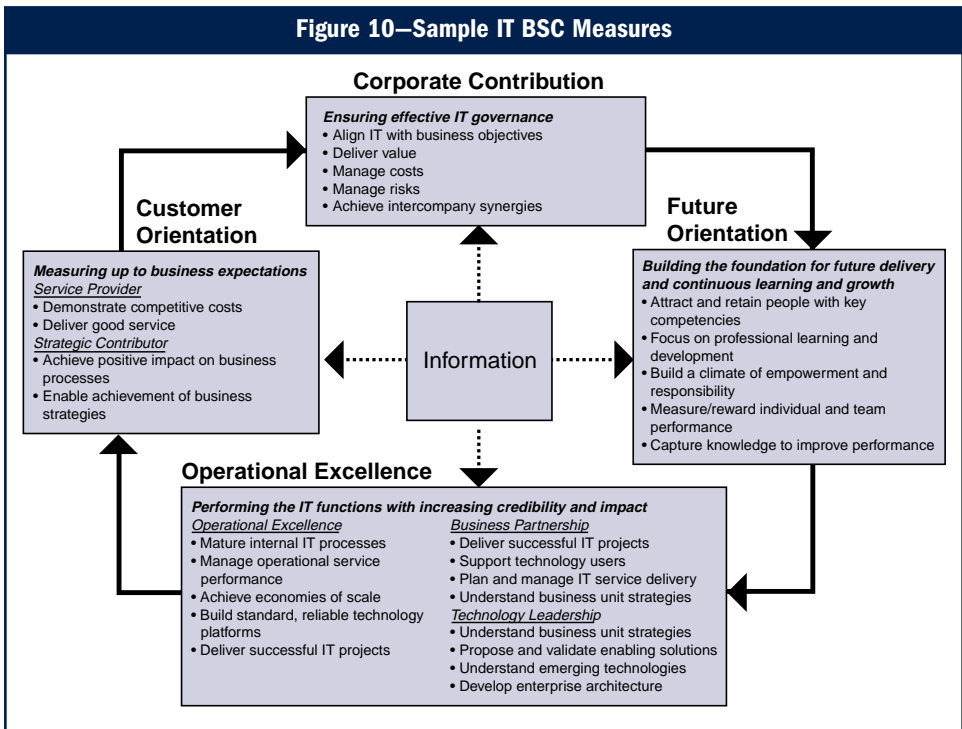 Figure 10—Sample IT BSC Measures
Corporate Contribution
Ensuring effective IT governance
• Align IT with business objectives
• Deliver value
• Manage costs
• Manage risks
• Achieve intercompany synergies
Customer
Orientation
Measuring up to business expectations
Service Provider
• Demonstrate competitive costs
• Deliver good service
Strategic Contributor
• Achieve positive impact on business
processes
• Enable achievement of business
strategies
Information
Future
Orientation
Building the foundation for future delivery
and continuous learning and growth
• Attract and retain people with key
competencies
• Focus on professional learning and
development
• Build a climate of empowerment and
responsibility
• Measure/reward individual and team
performance
• Capture knowledge to improve performance
Operational Excellence
Performing the IT functions with increasing credibility and impact
Operational Excellence
• Mature internal IT processes
• Manage operational service
performance
• Achieve economies of scale
• Build standard, reliable technology
platforms
• Deliver successful IT projects
Business Partnership
• Deliver successful IT projects
• Support technology users
• Plan and manage IT service delivery
• Understand business unit strategies
Technology Leadership
• Understand business unit strategies
• Propose and validate enabling solutions
• Understand emerging technologies
• Develop enterprise architecture